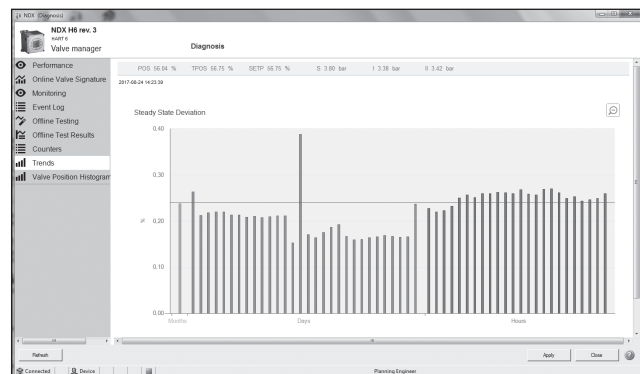 NDX (Diagnosis)
NDX H6 rev. 3
HART 6
Valve manager
Diagnosis
Performance
Online Valve Signature
Monitoring
Event Log
Offline Testing
Offline Test Results
Counters
Trends
Valve Position Histogram
POS 56.84 % TPOS 56.75 % SETP 56.75 % S 3.80 bar I 3.38 bar II 3.42 bar
2017-08-24 14:23:39
Steady State Deviation
0,40
0,30
% 0,20
0,10
0,00
Months Days Hours
Refresh Apply Close
Connected Device Planning Engineer